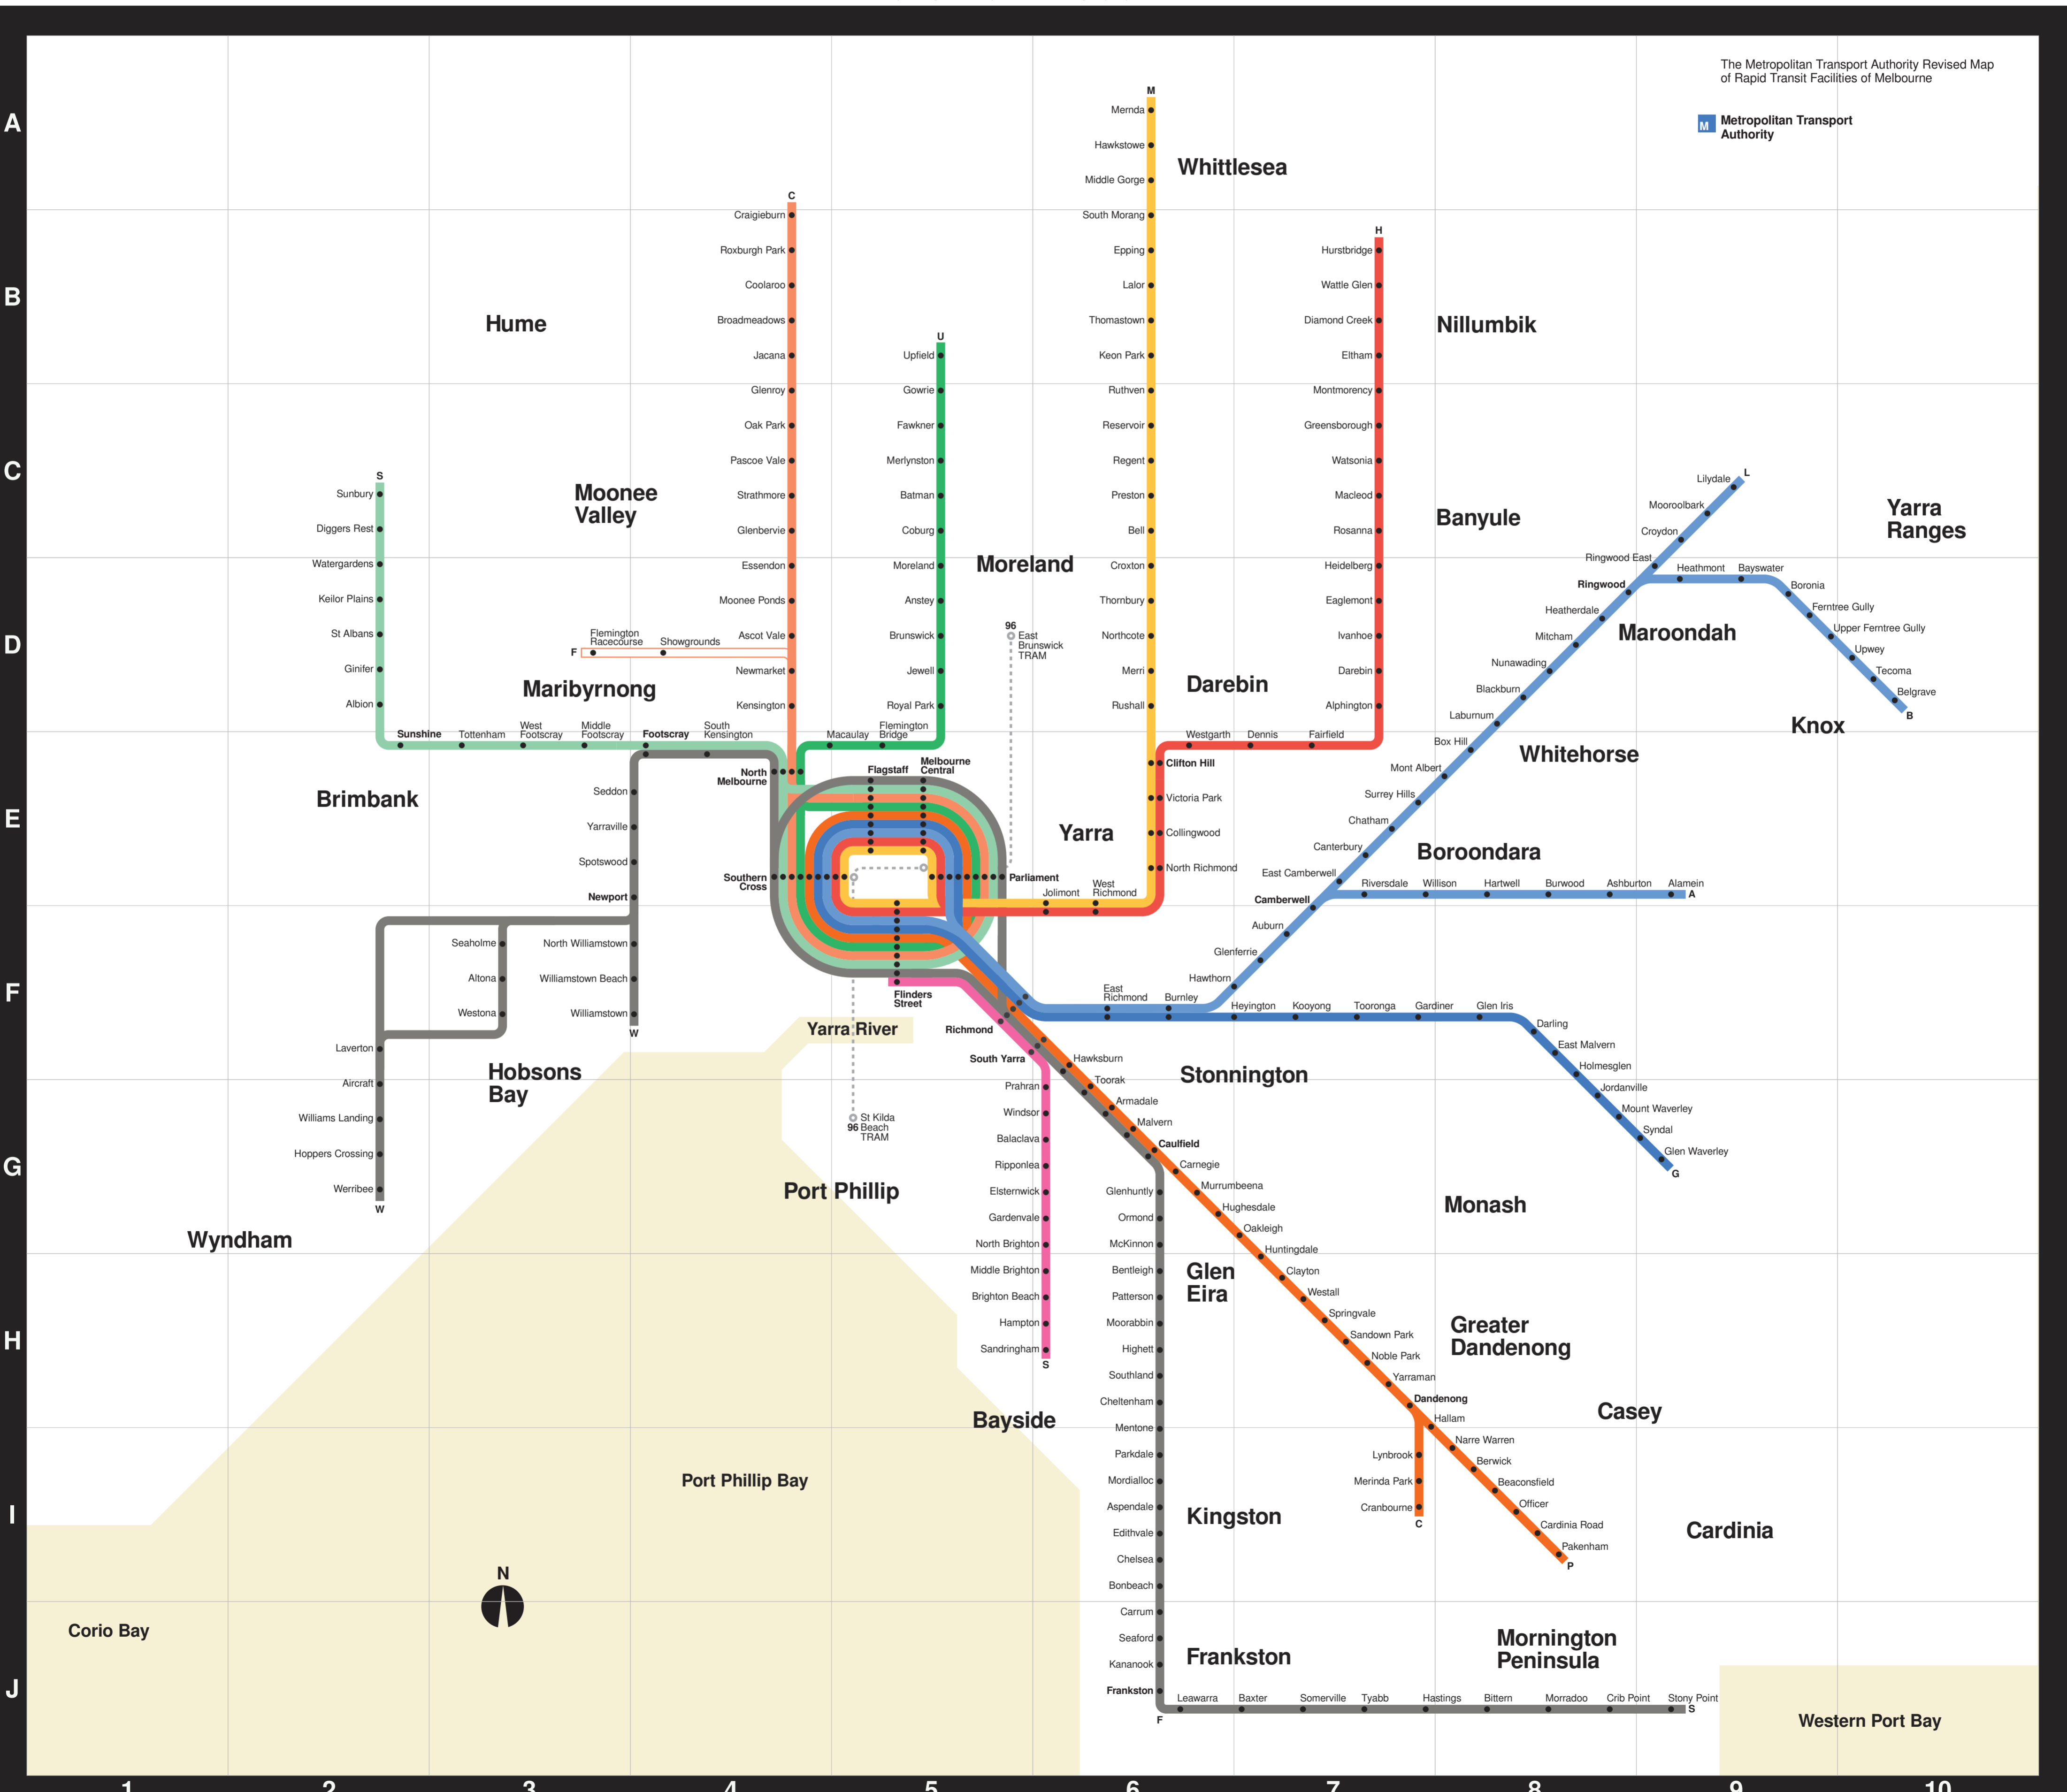 The Metropolitan Transport Authority Revised Map
of Rapid Transit Facilities of Melbourne
M
Metropolitan Transport
Authority
A
B
C
D
E
F
G
H
I
J
M
Mernda
Hawkstowe
Middle Gorge
South Morang
Epping
Lalor
Thomastown
Keon Park
Ruthven
Reservoir
Regent
Preston
Bell
Croxton
Thornbury
Northcote
Merri
Rushall
Whittlesea
C
Craigieburn
Roxburgh Park
Coolaroo
Broadmeadows
Jacana
Glenroy
Oak Park
Pascoe Vale
Strathmore
Glenbervie
Essendon
Moonee Ponds
Ascot Vale
Newmarket
Kensington
H
Hurstbridge
Wattle Glen
Diamond Creek
Eltham
Montmorency
Greensborough
Watsonia
Macleod
Rosanna
Heidelberg
Eaglemont
Ivanhoe
Darebin
Alphington
Hume
Nillumbik
U
Upfield
Gowrie
Fawkner
Merlynston
Batman
Coburg
Moreland
Anstey
Brunswick
Jewell
Royal Park
Moonee
Valley
Moreland
Banyule
Yarra
Ranges
S
Sunbury
Diggers Rest
Watergardens
Keilor Plains
St Albans
Ginifer
Albion
F
Flemington
Racecourse
Showgrounds
Maribyrnong
96
East
Brunswick
TRAM
Darebin
L
Lilydale
Mooroolbark
Croydon
Ringwood East
Ringwood
Heatherdale
Mitcham
Nunawading
Blackburn
Laburnum
Box Hill
Mont Albert
Surrey Hills
Chatham
Canterbury
East Camberwell
Camberwell
Auburn
Glenferrie
Hawthorn
Heathmont
Bayswater
Boronia
Ferntree Gully
Upper Ferntree Gully
Upwey
Tecoma
Belgrave
B
Maroondah
Knox
Whitehorse
Boroondara
Sunshine
Tottenham
West
Footscray
Middle
Footscray
Footscray
South
Kensington
North
Melbourne
Macaulay
Flemington
Bridge
Flagstaff
Melbourne
Central
Westgarth
Dennis
Fairfield
Clifton Hill
Victoria Park
Collingwood
North Richmond
Brimbank
Yarra
Seddon
Yarraville
Spotswood
Newport
North Williamstown
Williamstown Beach
Williamstown
W
Southern
Cross
Parliament
Jolimont
West
Richmond
Riversdale
Willison
Hartwell
Burwood
Ashburton
Alamein
A
Seaholme
Altona
Westona
Laverton
Aircraft
Williams Landing
Hoppers Crossing
Werribee
W
Flinders
Street
Richmond
South Yarra
East
Richmond
Burnley
Heyington
Kooyong
Tooronga
Gardiner
Glen Iris
Darling
East Malvern
Holmesglen
Jordanville
Mount Waverley
Syndal
Glen Waverley
G
Yarra River
Hobsons
Bay
Stonnington
St Kilda
96 Beach
TRAM
Prahran
Windsor
Balaclava
Ripponlea
Elsternwick
Gardenvale
North Brighton
Middle Brighton
Brighton Beach
Hampton
Sandringham
S
Hawksburn
Toorak
Armadale
Malvern
Caulfield
Carnegie
Murrumbeena
Hughesdale
Oakleigh
Huntingdale
Clayton
Westall
Springvale
Sandown Park
Noble Park
Yarraman
Dandenong
Hallam
Narre Warren
Berwick
Beaconsfield
Officer
Cardinia Road
Pakenham
P
Lynbrook
Merinda Park
Cranbourne
C
Port Phillip
Monash
Wyndham
Glen
Eira
Greater
Dandenong
Casey
Bayside
Glenhuntly
Ormond
McKinnon
Bentleigh
Patterson
Moorabbin
Highett
Southland
Cheltenham
Mentone
Parkdale
Mordialloc
Aspendale
Edithvale
Chelsea
Bonbeach
Carrum
Seaford
Kananook
Frankston
F
Port Phillip Bay
Kingston
Cardinia
N
Corio Bay
Frankston
Mornington
Peninsula
Leawarra
Baxter
Somerville
Tyabb
Hastings
Bittern
Morradoo
Crib Point
Stony Point
S
Western Port Bay
1
2
3
4
5
6
7
8
9
10